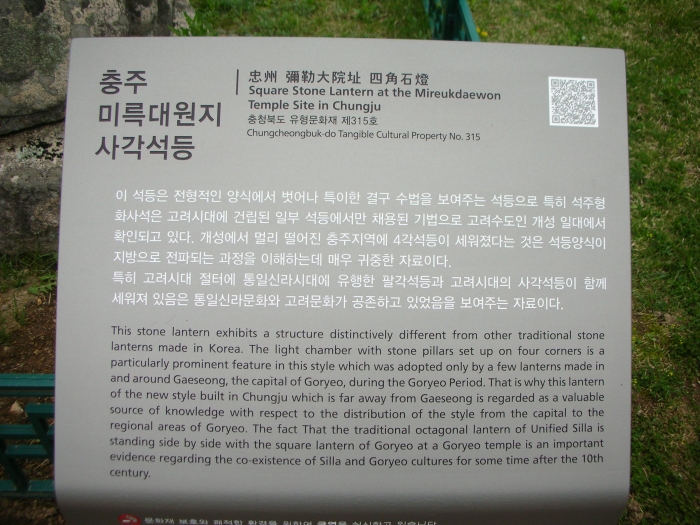 충주
미륵대원지
사각석등
忠州 彌勒大院址 四角石燈
Square Stone Lantern at the Mireukdaewon
Temple Site in Chungju
충청북도 유형문화재 제315호
Chungcheongbuk-do Tangible Cultural Property No. 315
이 석등은 전형적인 양식에서 벗어나 특이한 결구 수법을 보여주는 석등으로 특히 석주형
화사석은 고려시대에 건립된 일부 석등에서만 채용된 기법으로 고려수도인 개성 일대에서
확인되고 있다. 개성에서 멀리 떨어진 충주지역에 4각석등이 세워졌다는 것은 석등양식이
지방으로 전파되는 과정을 이해하는데 매우 귀중한 자료이다.
특히 고려시대 절터에 통일신라시대에 유행한 팔각석등과 고려시대의 사각석등이 함께
세워져 있음은 통일신라문화와 고려문화가 공존하고 있었음을 보여주는 자료이다.
This stone lantern exhibits a structure distinctively different from other traditional stone
lanterns made in Korea. The light chamber with stone pillars set up on four corners is a
particularly prominent feature in this style which was adopted only by a few lanterns made in
and around Gaeseong, the capital of Goryeo, during the Goryeo Period. That is why this lantern
of the new style built in Chungju which is far away from Gaeseong is regarded as a valuable
source of knowledge with respect to the distribution of the style from the capital to the
regional areas of Goryeo. The fact That the traditional octagonal lantern of Unified Silla is
standing side by side with the square lantern of Goryeo at a Goryeo temple is an important
evidence regarding the co-existence of Silla and Goryeo cultures for some time after the 10th
century.